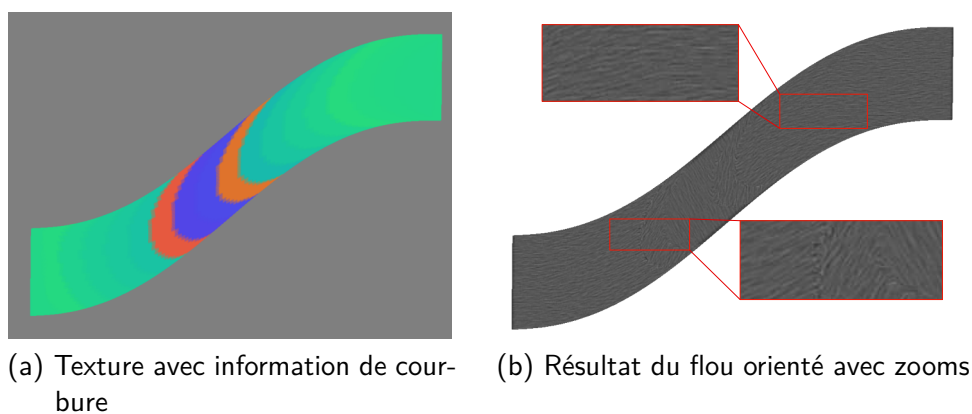 (a) Texture avec information de cour-
bure
(b) Résultat du flou orienté avec zooms